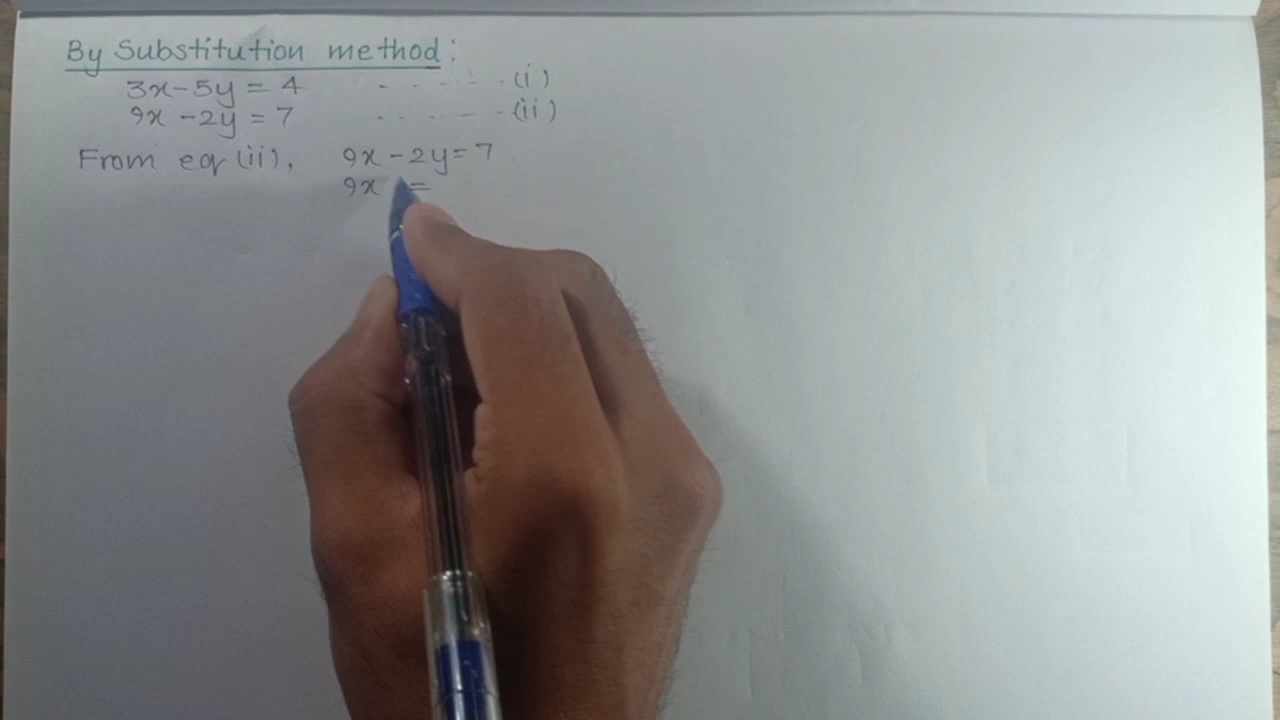 By Substitution method:
3x-5y = 4 - - - - - - (i)
9x -2y = 7 - - - - - - (ii)
From eq (ii), 9x - 2y = 7
9x =